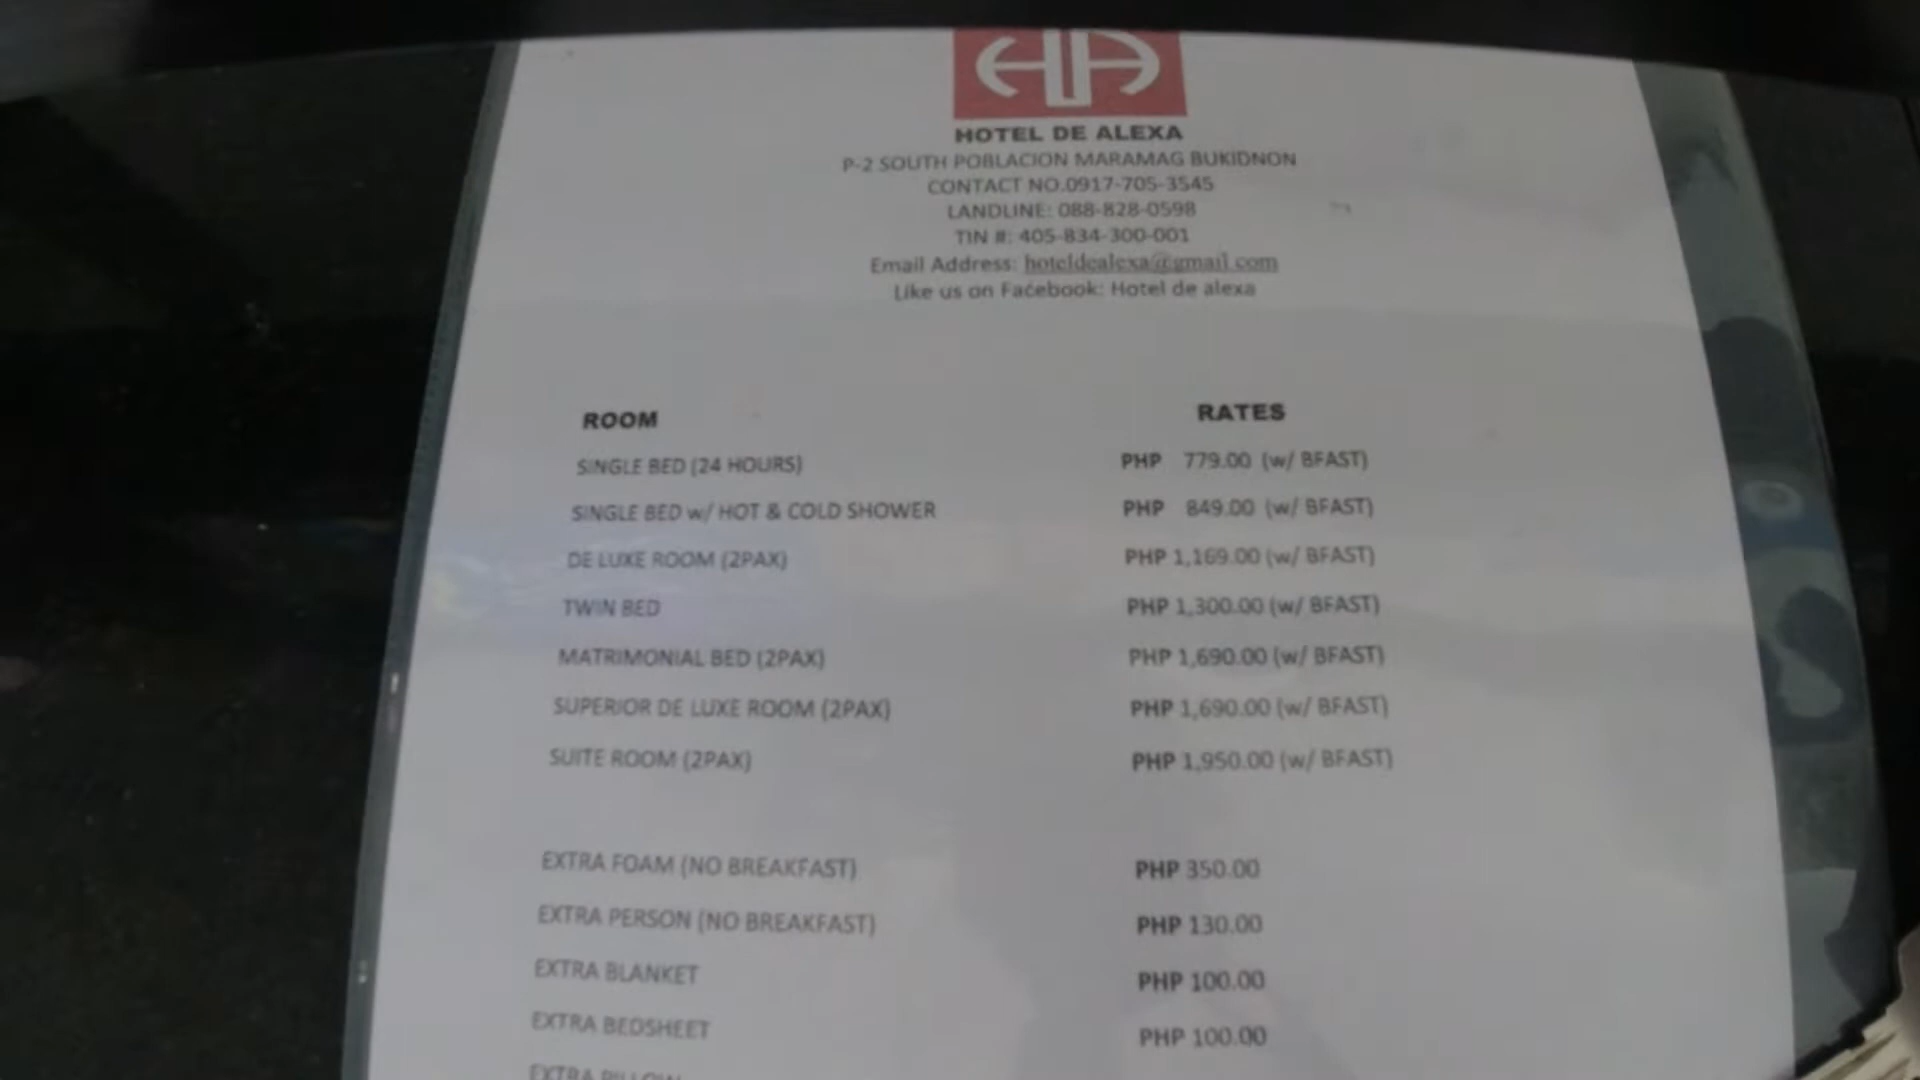 HA
HOTEL DE ALEXA
P-2 SOUTH POBLACION MARAMAG BUKIDNON
CONTACT NO.0917-705-3545
LANDLINE: 088-828-0598
TIN #: 405-834-300-001
Email Address: hoteldealexa@gmail.com
Like us on Facebook: Hotel de alexa
ROOM RATES
SINGLE BED (24 HOURS) PHP 779.00 (w/ BFAST)
SINGLE BED w/ HOT & COLD SHOWER PHP 849.00 (w/ BFAST)
DE LUXE ROOM (2PAX) PHP 1,169.00 (w/ BFAST)
TWIN BED PHP 1,300.00 (w/ BFAST)
MATRIMONIAL BED (2PAX) PHP 1,690.00 (w/ BFAST)
SUPERIOR DE LUXE ROOM (2PAX) PHP 1,690.00 (w/ BFAST)
SUITE ROOM (2PAX) PHP 1,950.00 (w/ BFAST)
EXTRA FOAM (NO BREAKFAST) PHP 350.00
EXTRA PERSON (NO BREAKFAST) PHP 130.00
EXTRA BLANKET PHP 100.00
EXTRA BEDSHEET PHP 100.00
EXTRA PILLOW